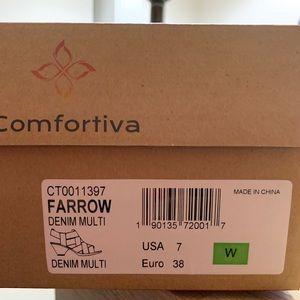 Comfortiva
CT0011397
FARROW
DENIM MULTI
DENIM MULTI
1 90135 72001 7
USA 7
Euro 38
W
MADE IN CHINA